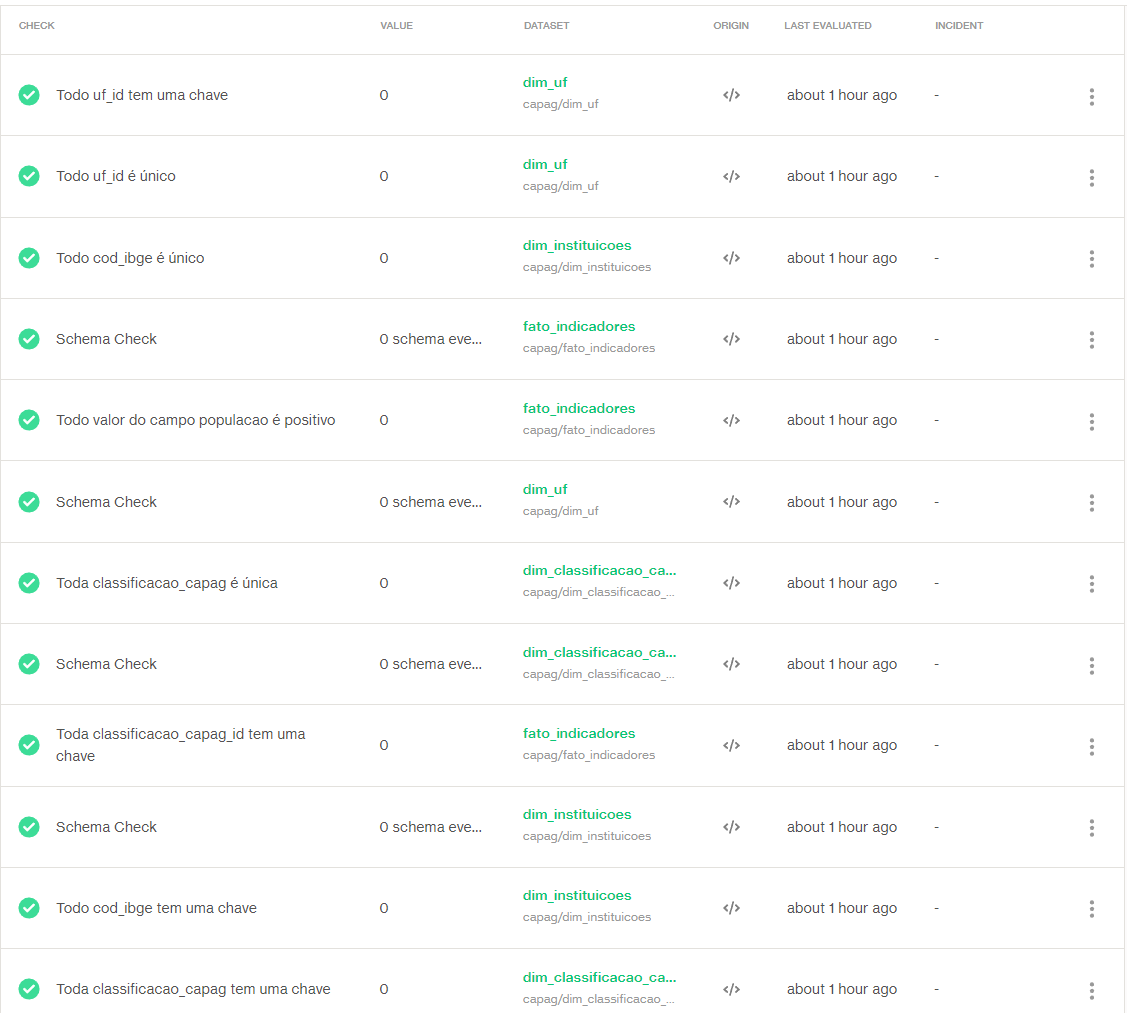 CHECK VALUE DATASET ORIGIN LAST EVALUATED INCIDENT
Todo uf_id tem uma chave 0 dim_uf </> about 1 hour ago -
capag/dim_uf
Todo uf_id é único 0 dim_uf </> about 1 hour ago -
capag/dim_uf
Todo cod_ibge é único 0 dim_instituicoes </> about 1 hour ago -
capag/dim_instituicoes
Schema Check 0 schema eve... fato_indicadores </> about 1 hour ago -
capag/fato_indicadores
Todo valor do campo populacao é positivo 0 fato_indicadores </> about 1 hour ago -
capag/fato_indicadores
Schema Check 0 schema eve... dim_uf </> about 1 hour ago -
capag/dim_uf
Toda classificacao_capag é única 0 dim_classificacao_ca... </> about 1 hour ago -
capag/dim_classificacao_...
Schema Check 0 schema eve... dim_classificacao_ca... </> about 1 hour ago -
capag/dim_classificacao_...
Toda classificacao_capag_id tem uma
chave 0 fato_indicadores </> about 1 hour ago -
capag/fato_indicadores
Schema Check 0 schema eve... dim_instituicoes </> about 1 hour ago -
capag/dim_instituicoes
Todo cod_ibge tem uma chave 0 dim_instituicoes </> about 1 hour ago -
capag/dim_instituicoes
Toda classificacao_capag tem uma chave 0 dim_classificacao_ca... </> about 1 hour ago -
capag/dim_classificacao_...